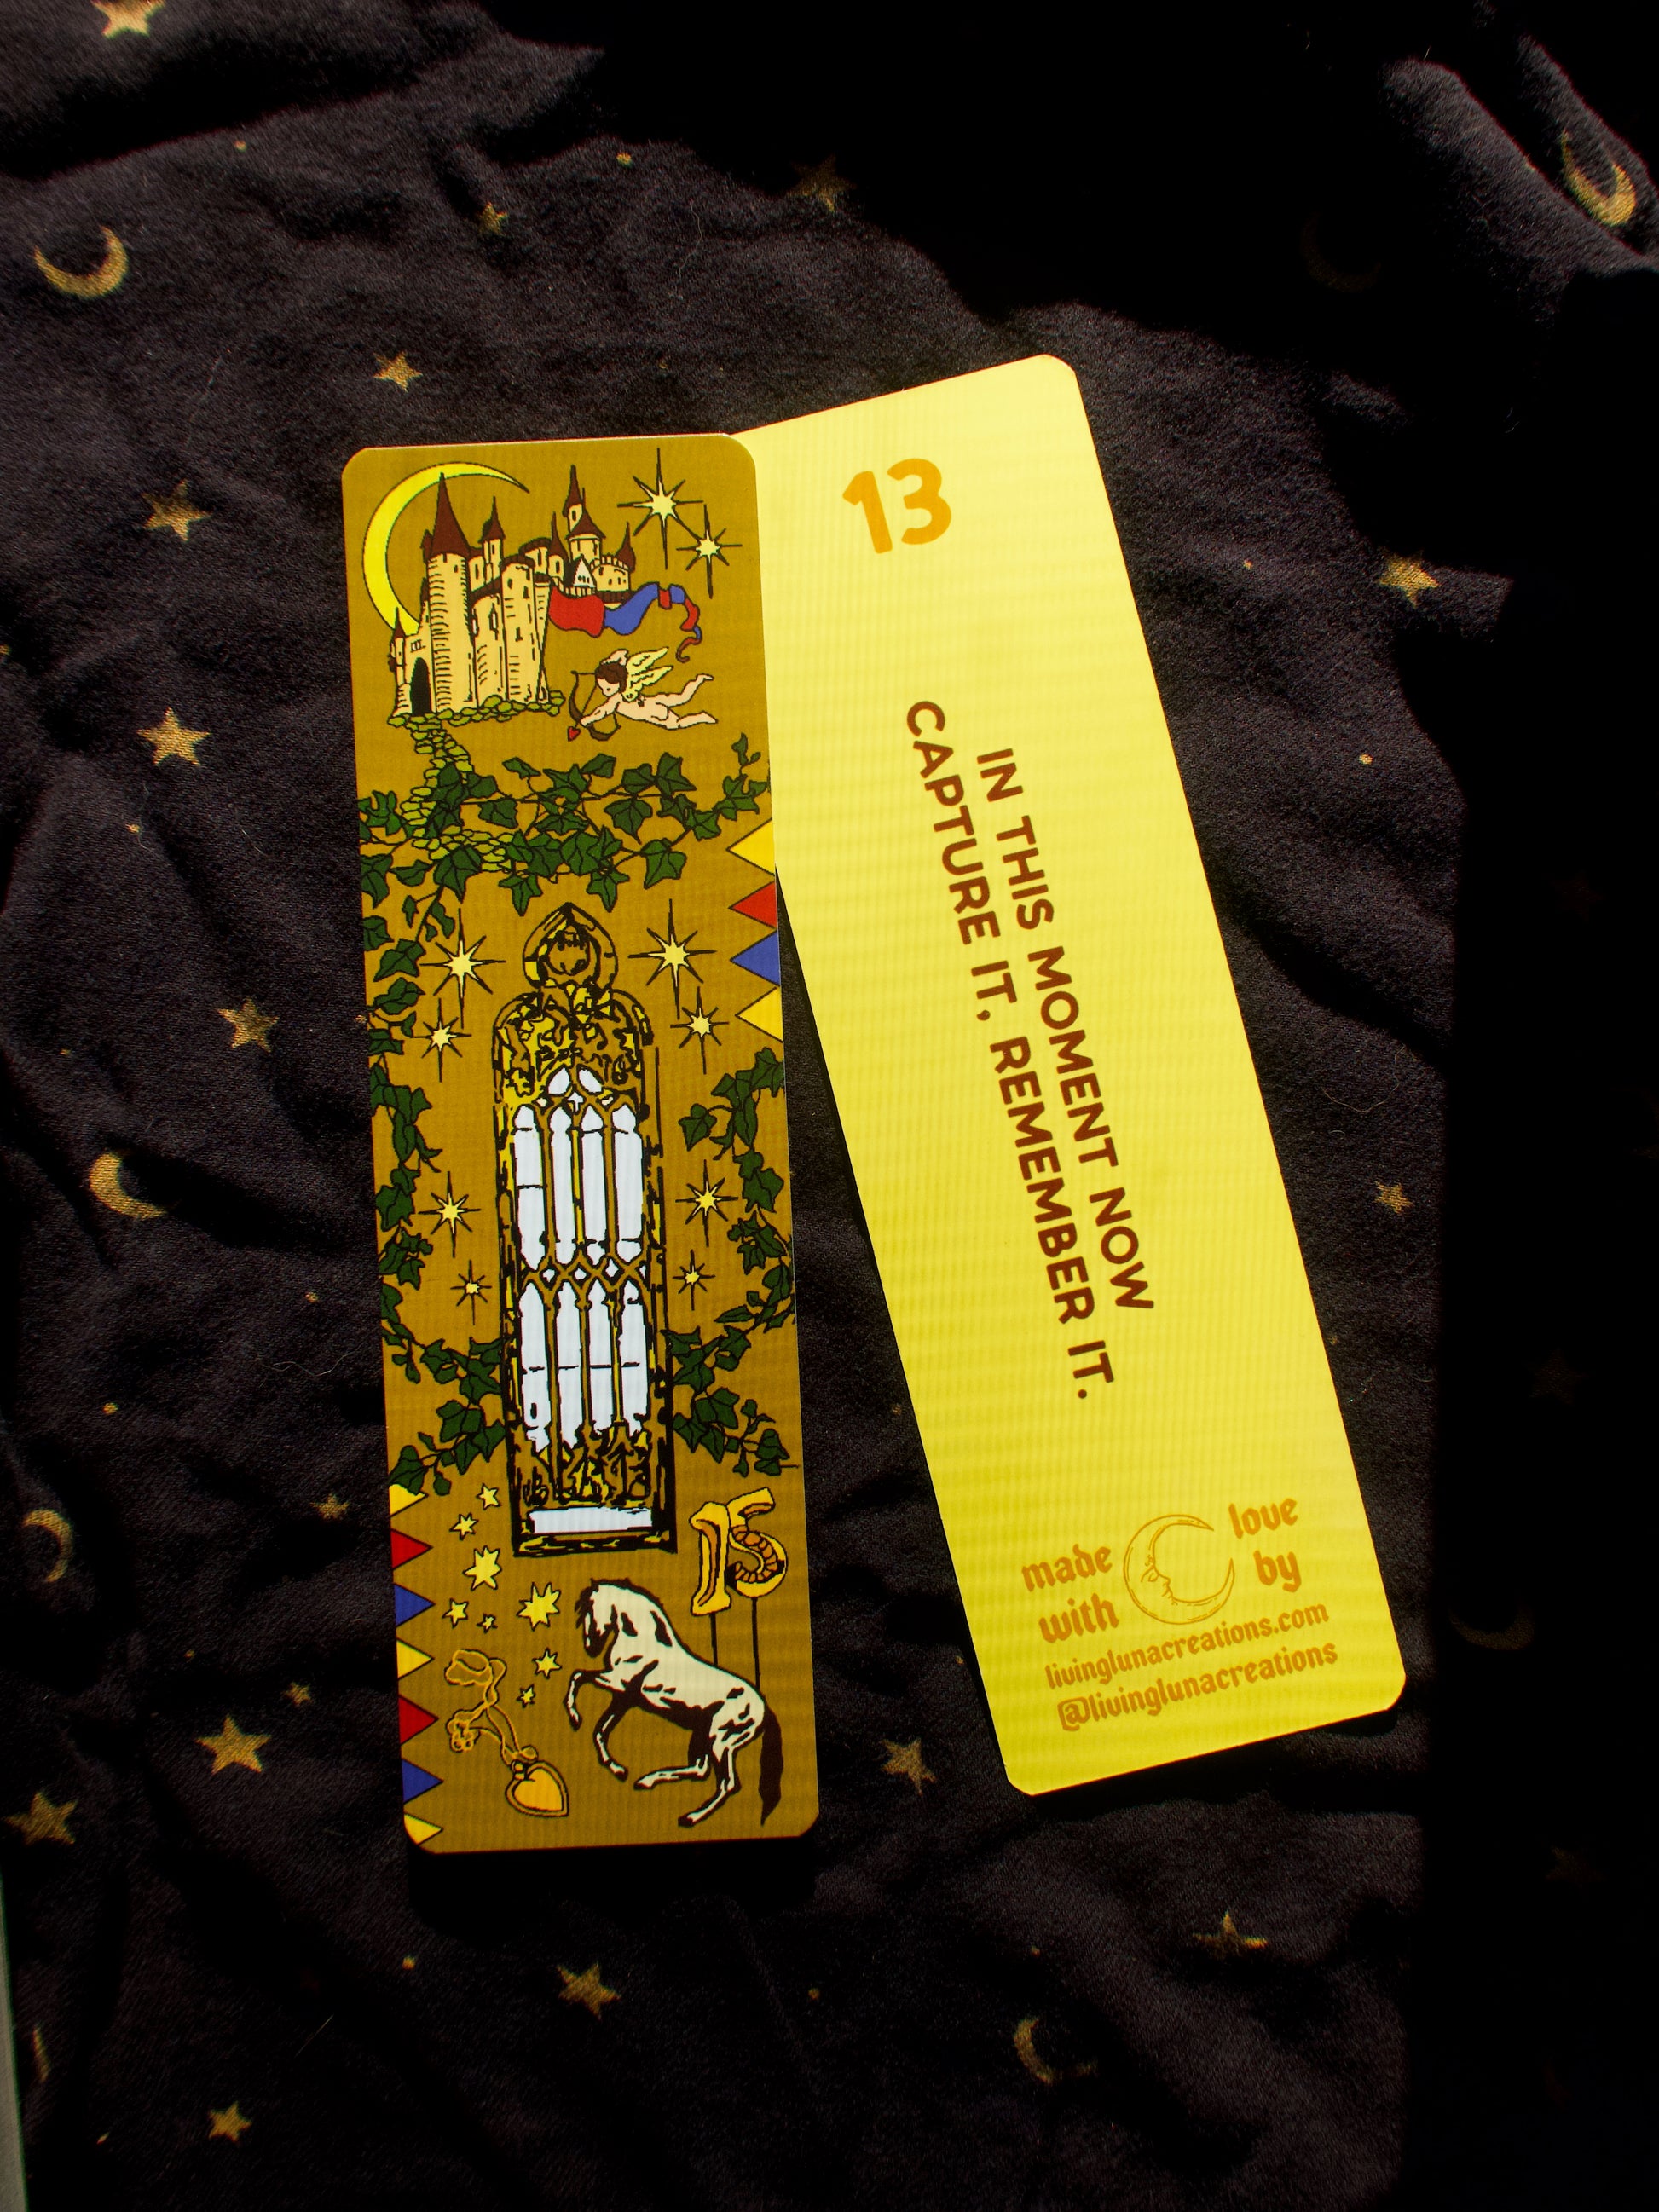 15
13
IN THIS MOMENT NOW
CAPTURE IT, REMEMBER IT.
made love
with by
livinglunacreations.com
@livinglunacreations